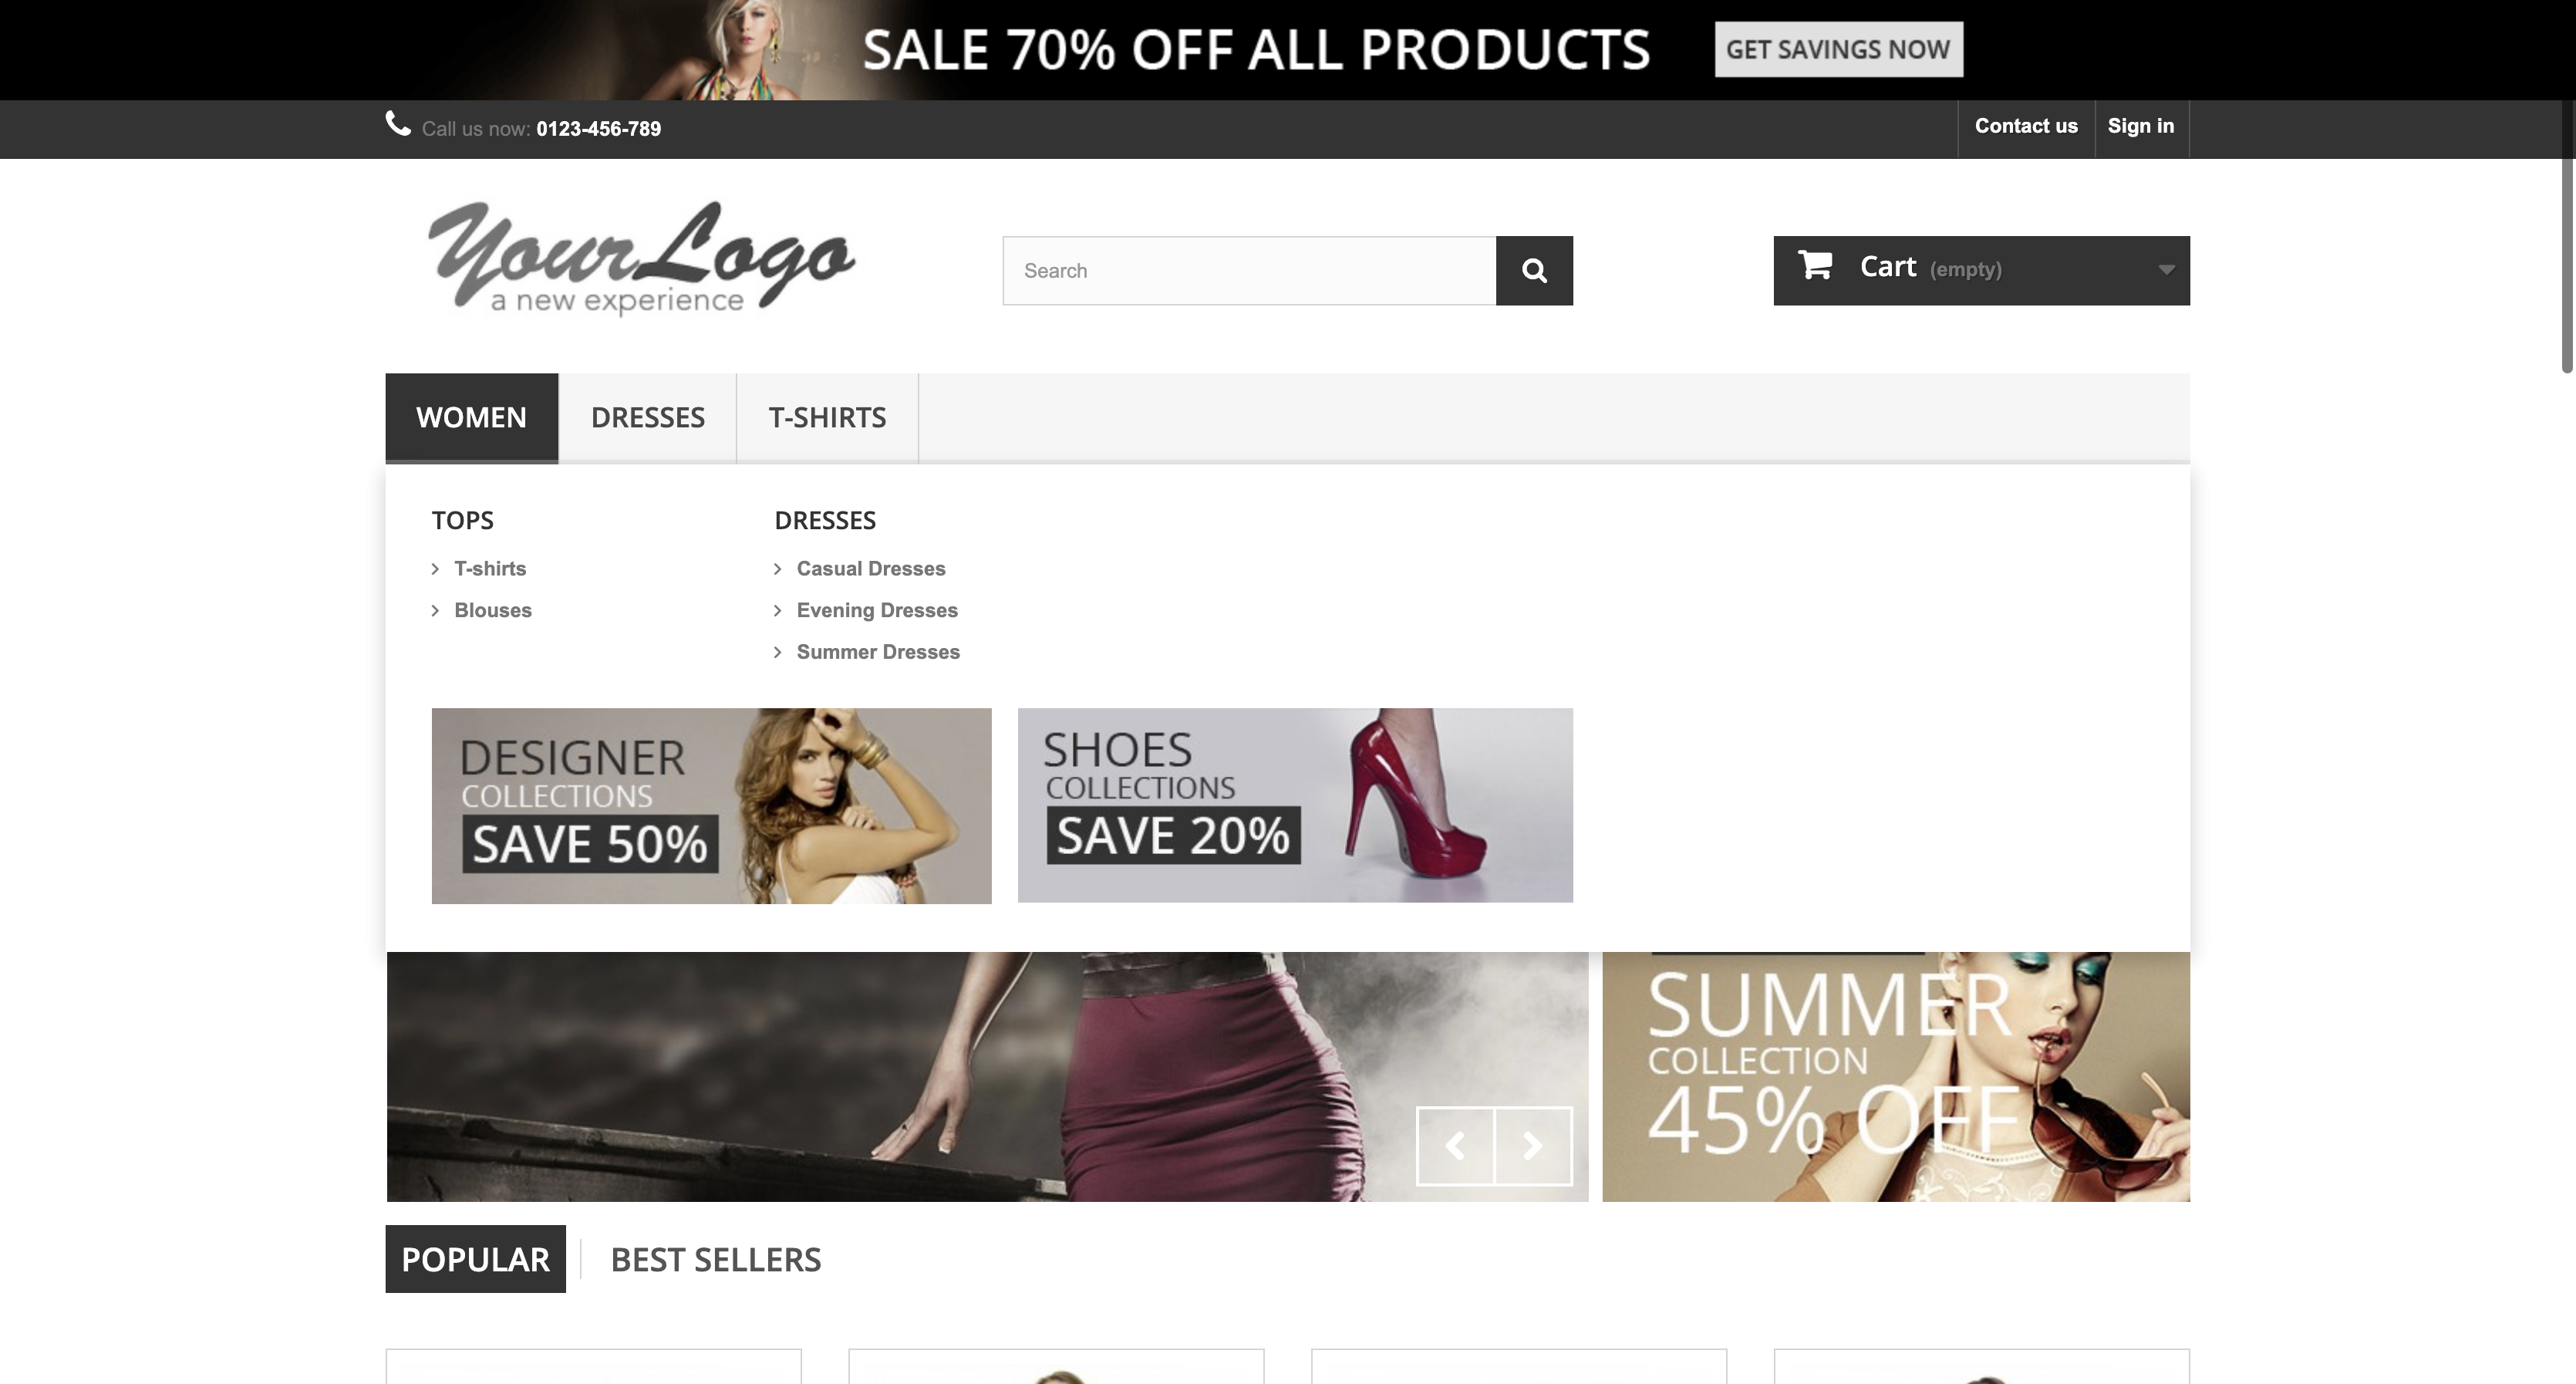 SALE 70% OFF ALL PRODUCTS
GET SAVINGS NOW
Call us now: 0123-456-789
Contact us
Sign in
YourLogo
a new experience
Search
Cart (empty)
WOMEN
DRESSES
T-SHIRTS
TOPS
T-shirts
Blouses
DRESSES
Casual Dresses
Evening Dresses
Summer Dresses
DESIGNER
COLLECTIONS
SAVE 50%
SHOES
COLLECTIONS
SAVE 20%
SUMMER
COLLECTION
45% OFF
POPULAR
BEST SELLERS